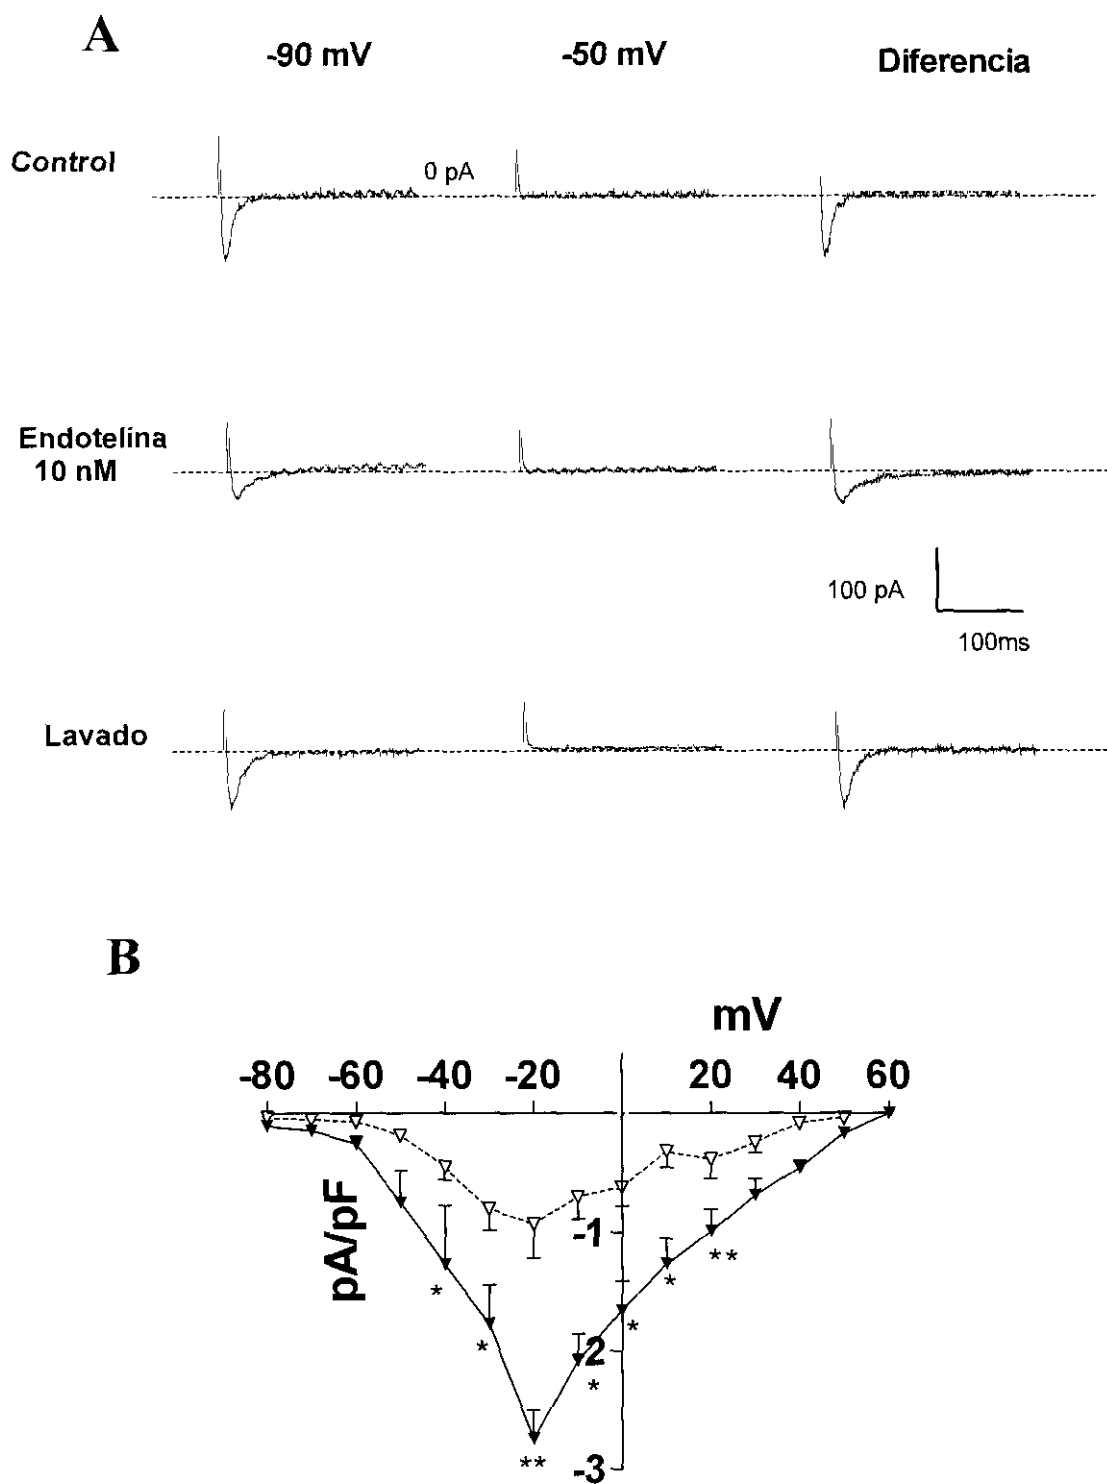 A
-90 mV -50 mV Diferencia
Control
0 pA
Endotelina
10 nM
100 pA
100ms
Lavado
B
mV
-80 -60 -40 -20 20 40 60
pA/pF
-1
**
*
*
*
*
-2
*
**
-3